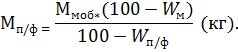 Мп/ф = Ммоб*(100 − Wм) / 100 − Wп/ф (кг).